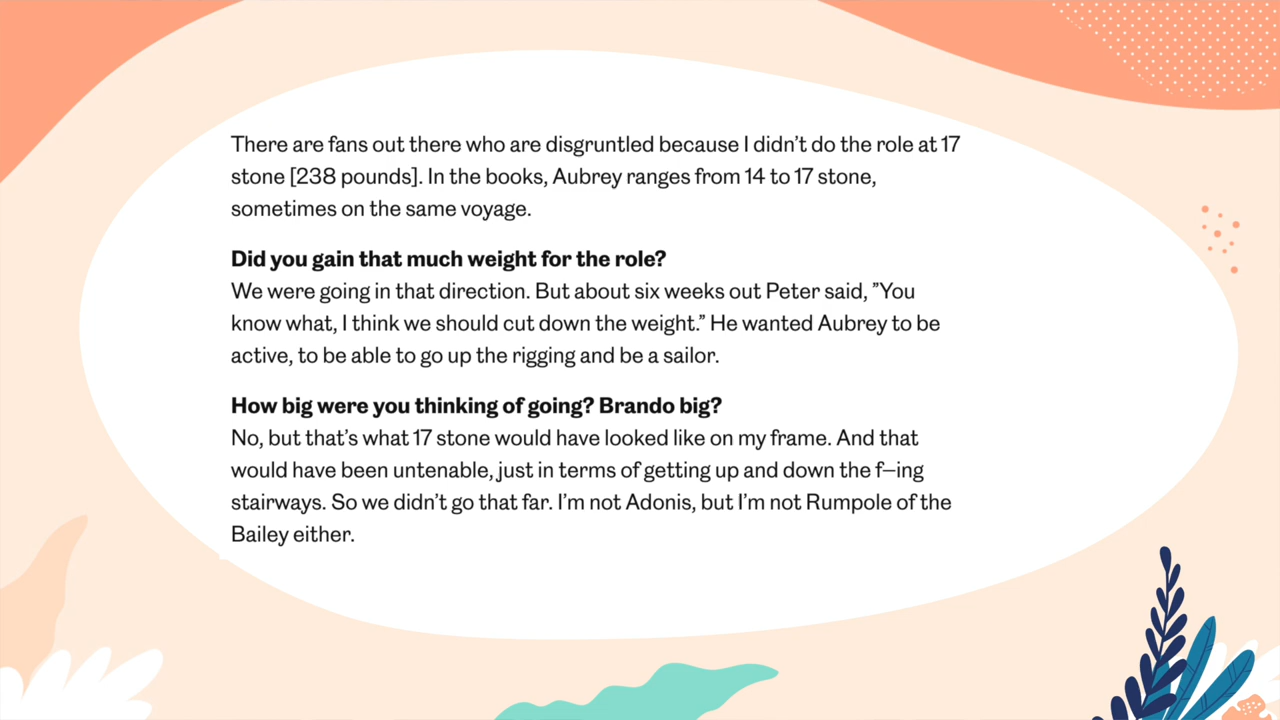 There are fans out there who are disgruntled because I didn’t do the role at 17
stone [238 pounds]. In the books, Aubrey ranges from 14 to 17 stone,
sometimes on the same voyage.
Did you gain that much weight for the role?
We were going in that direction. But about six weeks out Peter said, ”You
know what, I think we should cut down the weight.” He wanted Aubrey to be
active, to be able to go up the rigging and be a sailor.
How big were you thinking of going? Brando big?
No, but that’s what 17 stone would have looked like on my frame. And that
would have been untenable, just in terms of getting up and down the f—ing
stairways. So we didn’t go that far. I’m not Adonis, but I’m not Rumpole of the
Bailey either.